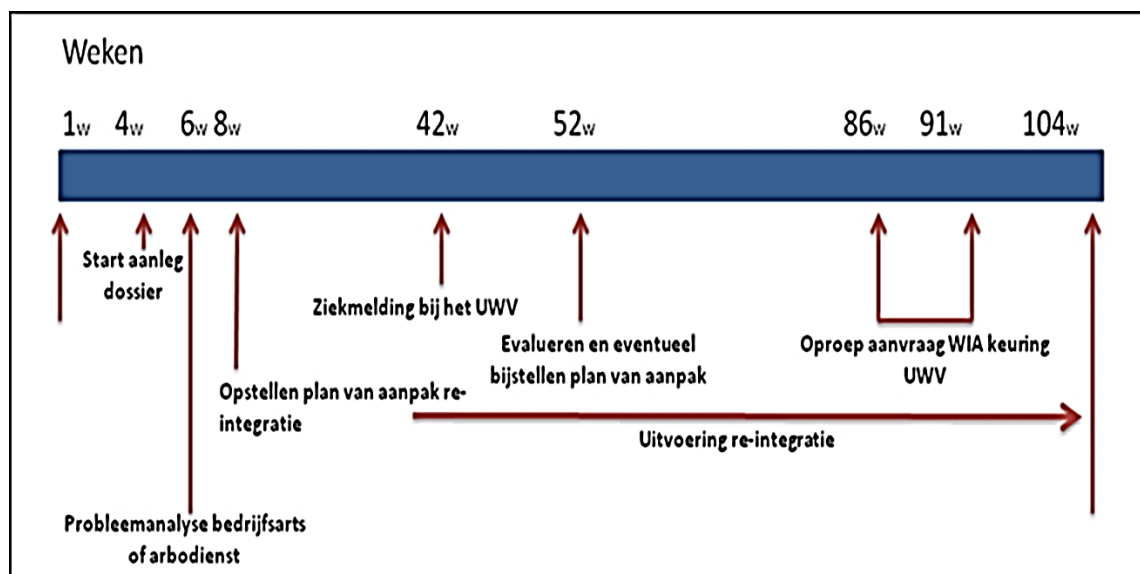 Weken
1w 4w 6w 8w 42w 52w 86w 91w 104w
Start aanleg
dossier
Ziekmelding bij het UWV
Evalueren en eventueel
bijstellen plan van aanpak
Oproep aanvraag WIA keuring
UWV
Opstellen plan van aanpak re-
integratie
Uitvoering re-integratie
Probleemanalyse bedrijfsarts
of arbodienst